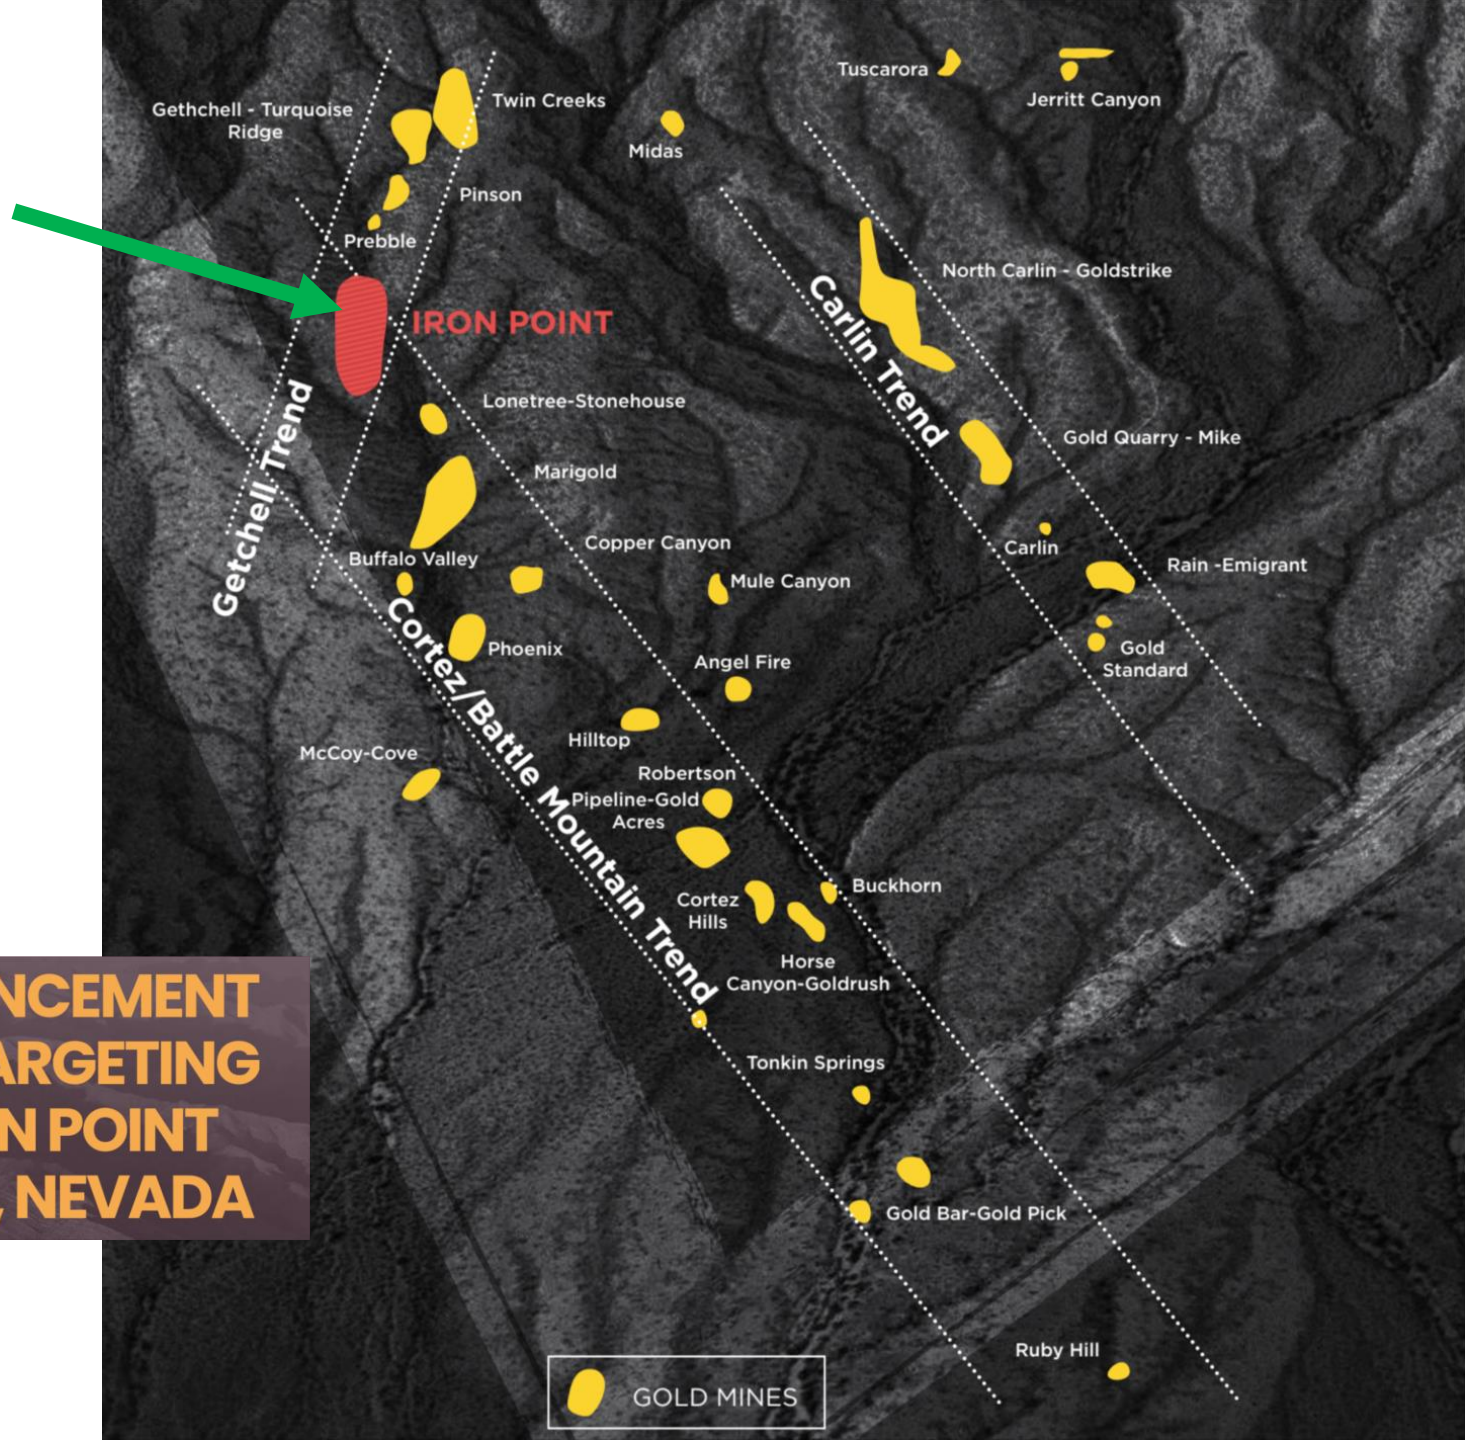 Tuscarora
Jerritt Canyon
Gethchell - Turquoise
Ridge
Twin Creeks
Midas
Pinson
Prebble
IRON POINT
North Carlin - Goldstrike
Carlin Trend
Getchell Trend
Lonetree-Stonehouse
Gold Quarry - Mike
Marigold
Copper Canyon
Carlin
Buffalo Valley
Rain -Emigrant
Mule Canyon
Phoenix
Gold
Standard
Angel Fire
Cortez/Battle Mountain Trend
Hilltop
McCoy-Cove
Robertson
Pipeline-Gold
Acres
Buckhorn
Cortez
Hills
Horse
Canyon-Goldrush
NCEMENT
ARGETING
N POINT
, NEVADA
Tonkin Springs
Gold Bar-Gold Pick
Ruby Hill
GOLD MINES